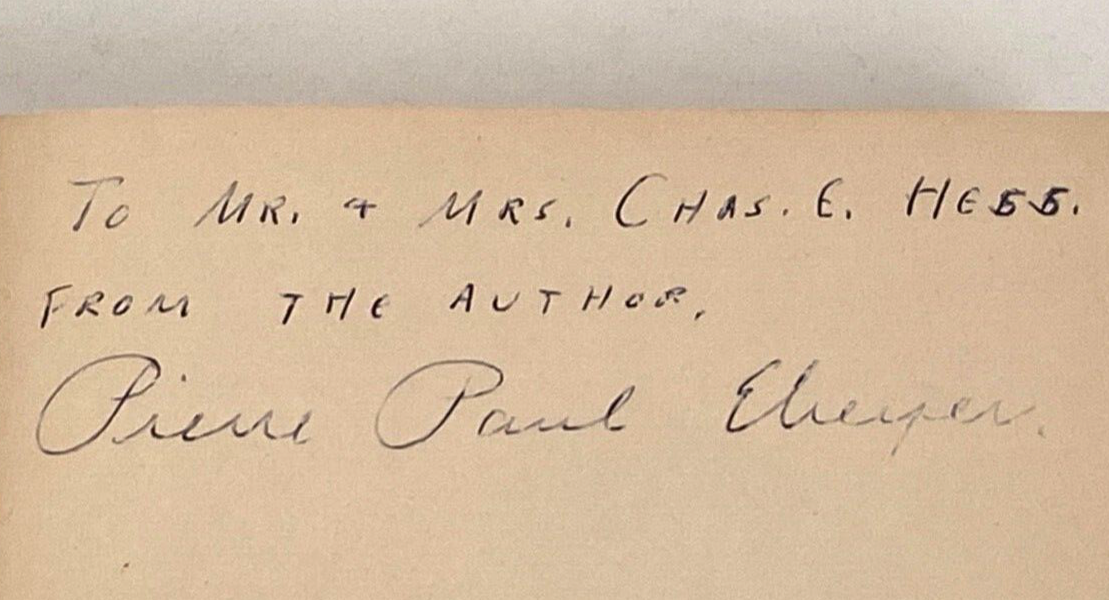 To MR. & MRS. CHAS. E. HESS.
FROM THE AUTHOR,
Pierre Paul Ebeyer.